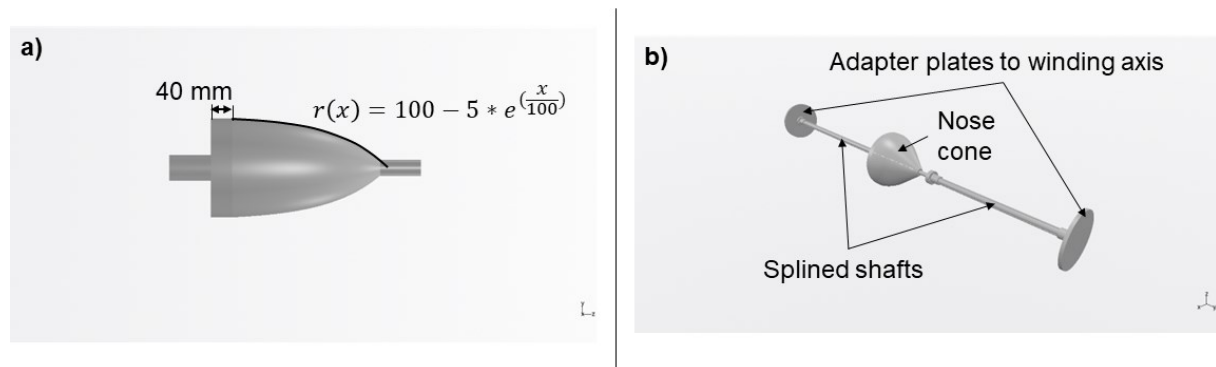 a)
40 mm
r(x) = 100 − 5 * e^(x/100)
b)
Adapter plates to winding axis
Nose
cone
Splined shafts